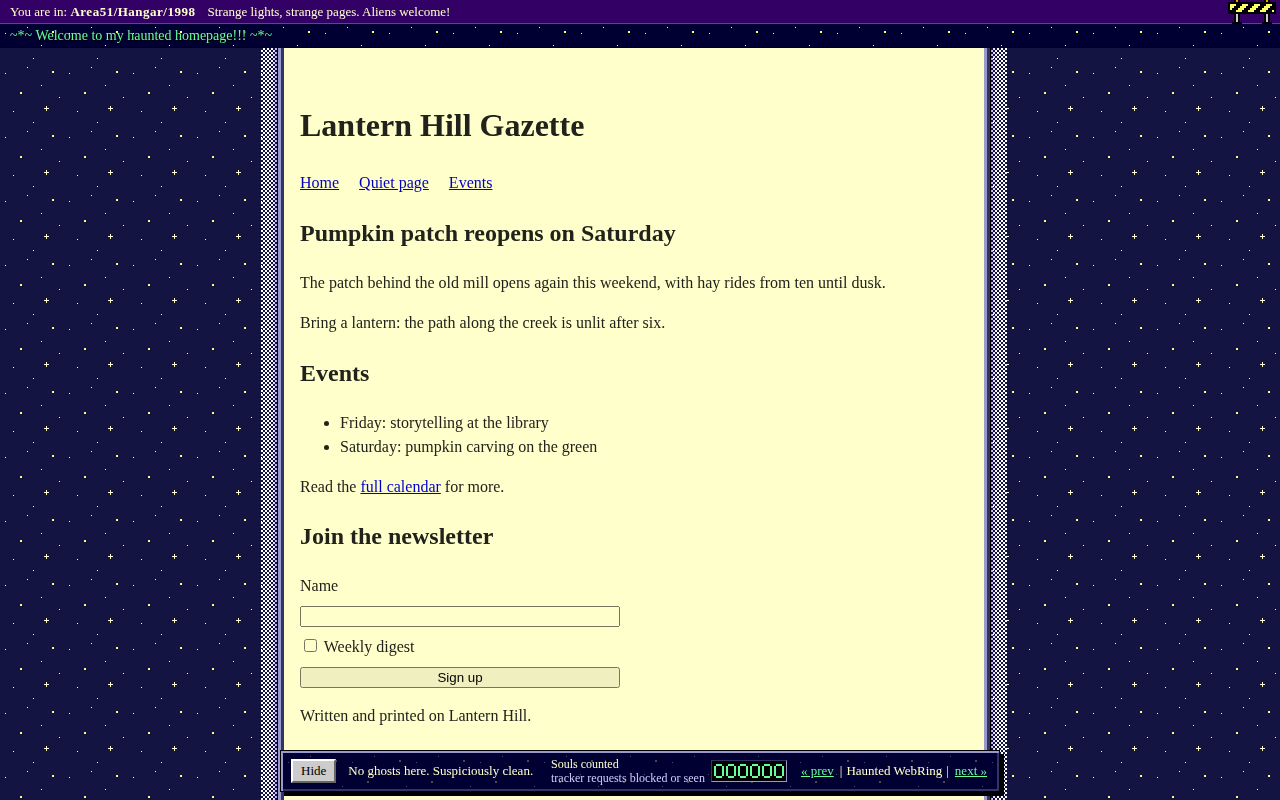 You are in: Area51/Hangar/1998 Strange lights, strange pages. Aliens welcome!
~*~ Welcome to my haunted homepage!!! ~*~
Lantern Hill Gazette
Home Quiet page Events
Pumpkin patch reopens on Saturday
The patch behind the old mill opens again this weekend, with hay rides from ten until dusk.
Bring a lantern: the path along the creek is unlit after six.
Events
Friday: storytelling at the library
Saturday: pumpkin carving on the green
Read the full calendar for more.
Join the newsletter
Name
Weekly digest
Sign up
Written and printed on Lantern Hill.
Hide No ghosts here. Suspiciously clean.
Souls counted
tracker requests blocked or seen
000000
« prev | Haunted WebRing | next »